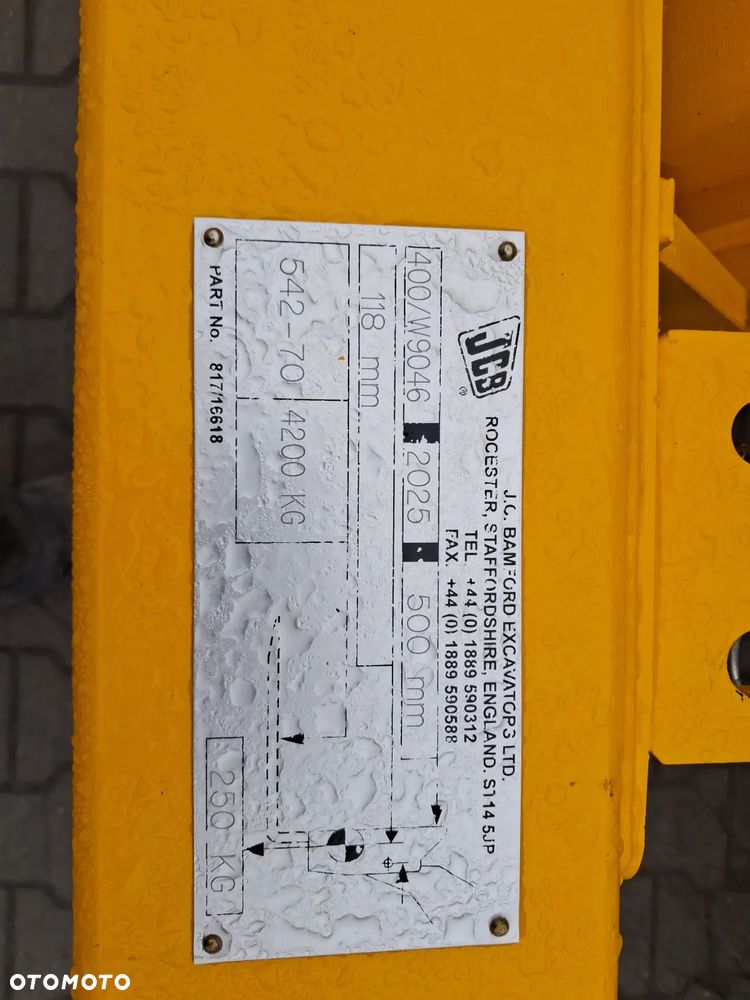 JCB
®
J.C. BAMFORD EXCAVATORS LTD.
ROCESTER, STAFFORDSHIRE, ENGLAND. S114 5JP
TEL +44 (0) 1889 590312
FAX. +44 (0) 1889 590588
400/W9046 2025 500 mm
118 mm
542-70 4200 KG
250 KG
PART No. 817/16618
OTOMOTO